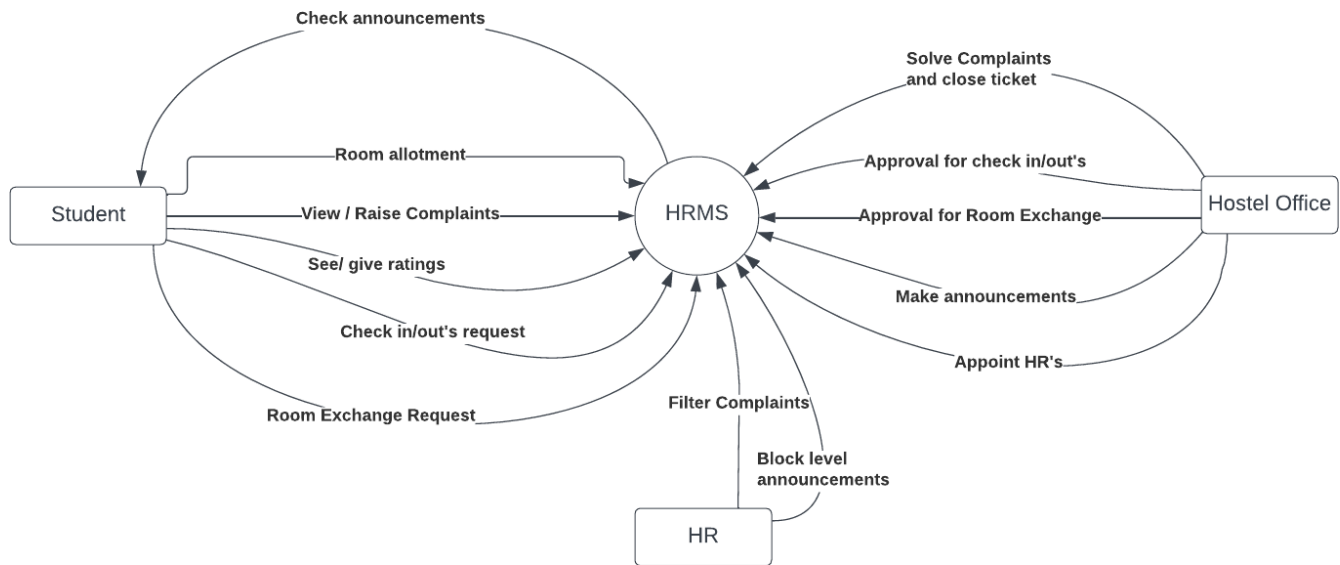 Check announcements
Solve Complaints
and close ticket
Room allotment
Approval for check in/out's
Student
View / Raise Complaints
HRMS
Approval for Room Exchange
Hostel Office
See/ give ratings
Make announcements
Check in/out's request
Appoint HR's
Room Exchange Request
Filter Complaints
Block level
announcements
HR